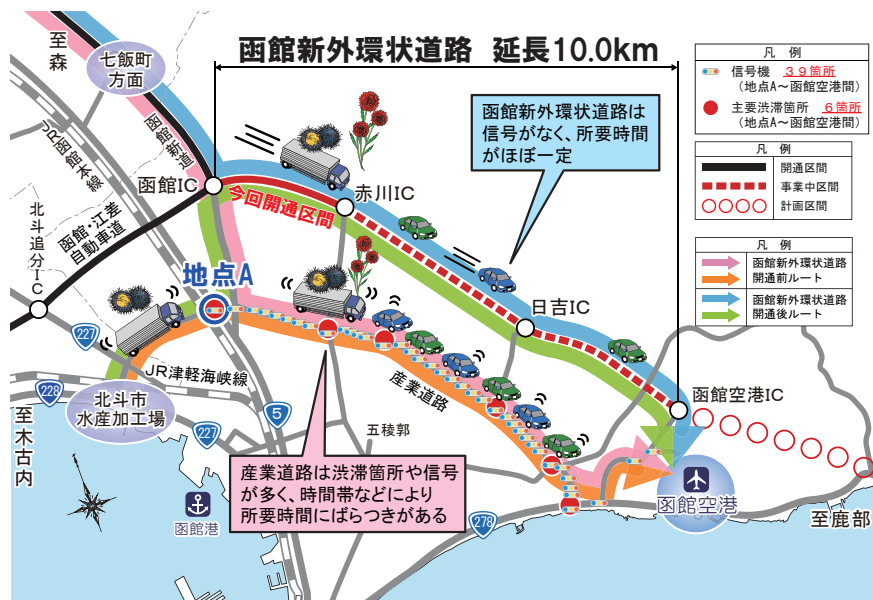 函館新外環状道路 延長10.0km
至森
七飯町
方面
JR函館本線
函館新道
函館IC
今回開通区間
赤川IC
函館新外環状道路は
信号がなく、所要時間
がほぼ一定
凡 例
信号機 39箇所
(地点A~函館空港間)
主要渋滞箇所 6箇所
(地点A~函館空港間)
凡 例
開通区間
事業中区間
計画区間
凡 例
函館新外環状道路
開通前ルート
函館新外環状道路
開通後ルート
北斗追分IC
函館・江差
自動車道
地点A
日吉IC
227
JR津軽海峡線
228
北斗市
水産加工場
227
5
産業道路
五稜郭
函館空港IC
至木古内
産業道路は渋滞箇所や信号
が多く、時間帯などにより
所要時間にばらつきがある
函館港
278
函館空港
至鹿部